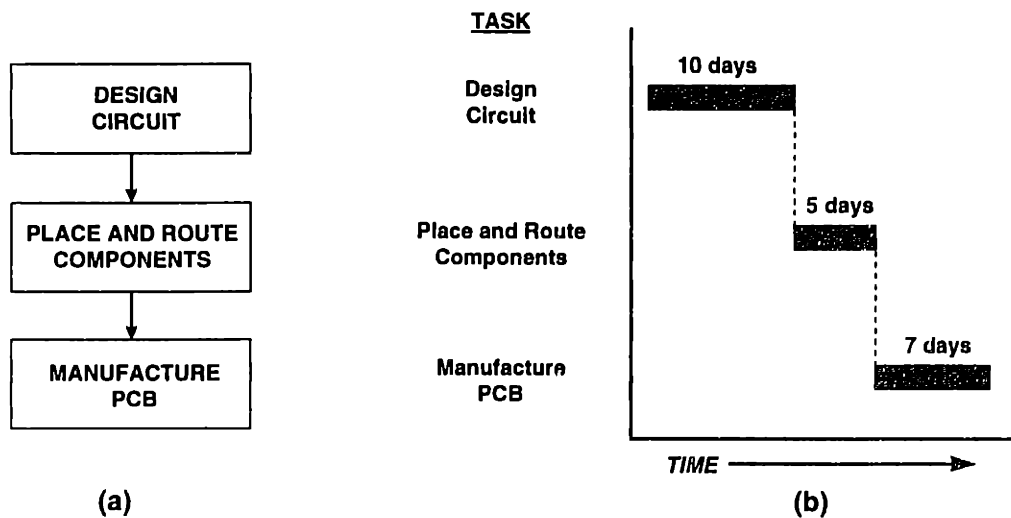 DESIGN
CIRCUIT
PLACE AND ROUTE
COMPONENTS
MANUFACTURE
PCB
(a)
TASK
Design
Circuit
Place and Route
Components
Manufacture
PCB
10 days
5 days
7 days
TIME
(b)